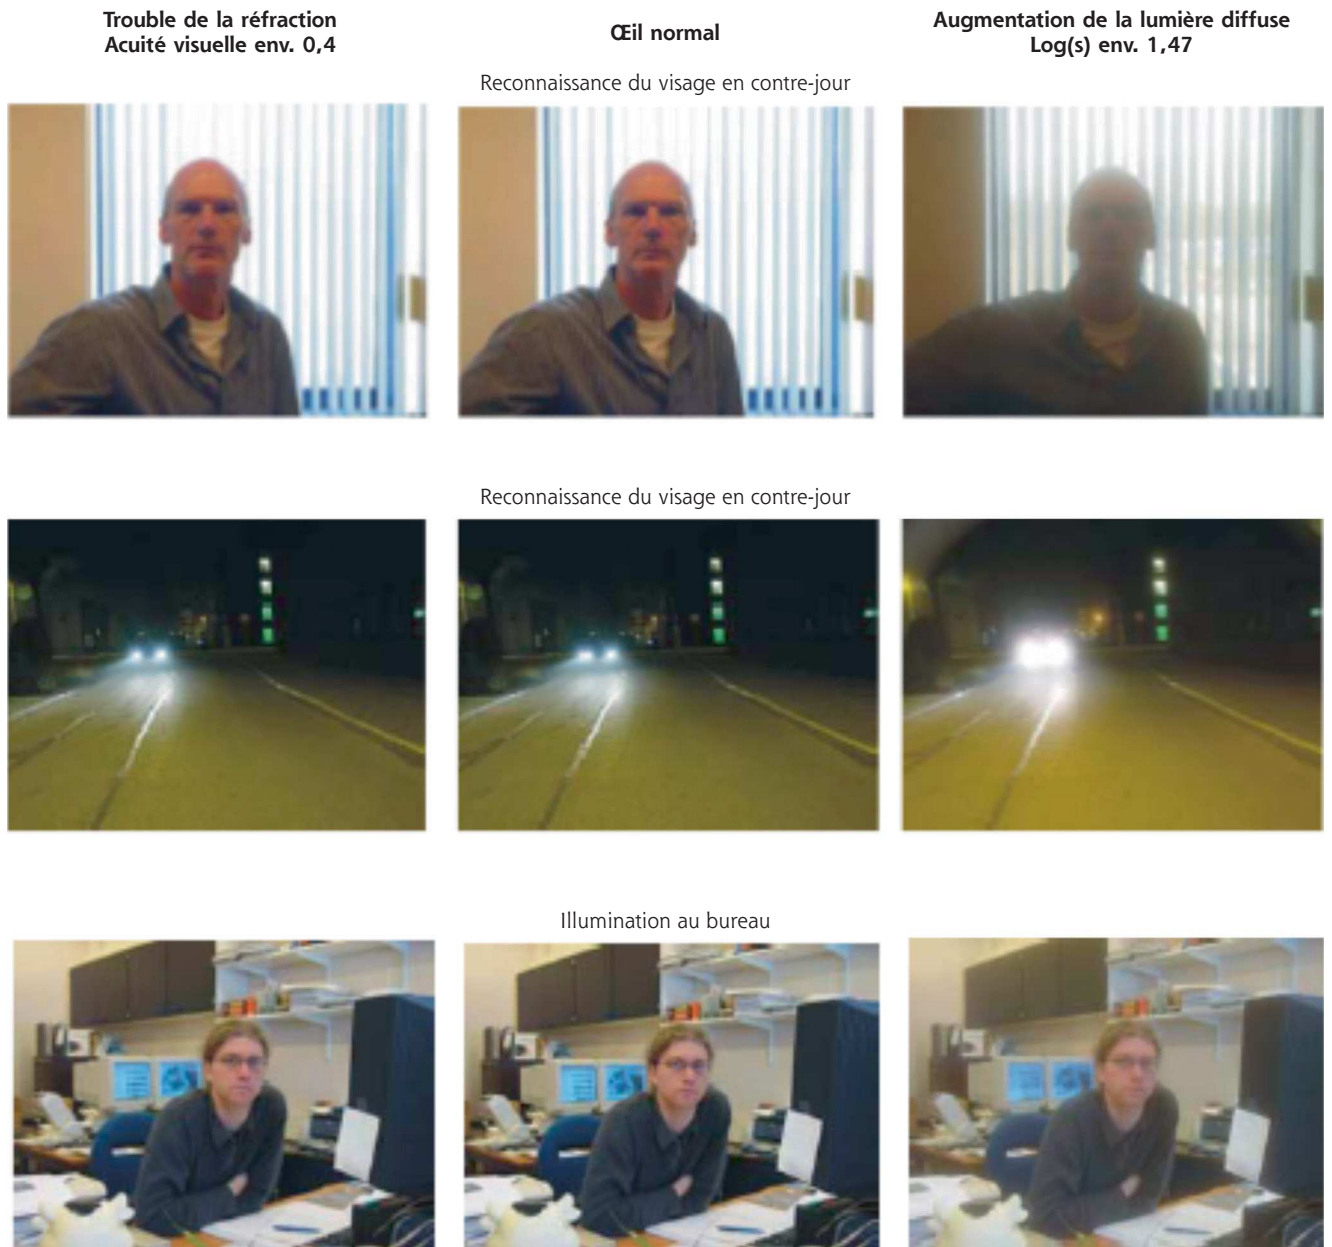 Trouble de la réfraction
Acuité visuelle env. 0,4
Œil normal
Augmentation de la lumière diffuse
Log(s) env. 1,47
Reconnaissance du visage en contre-jour
Reconnaissance du visage en contre-jour
Illumination au bureau